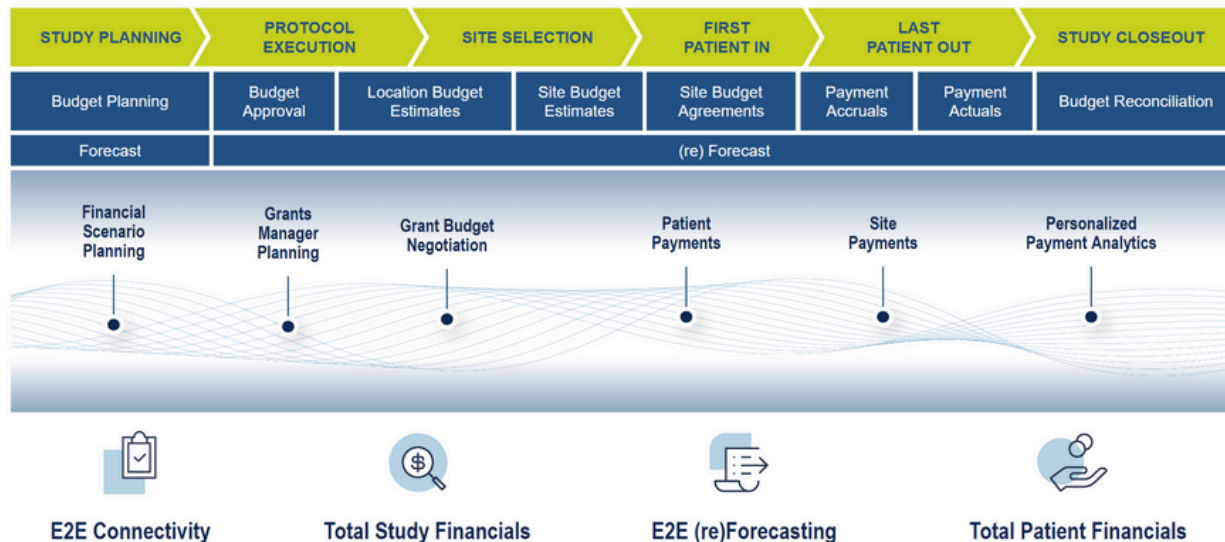 STUDY PLANNING
PROTOCOL
EXECUTION
SITE SELECTION
FIRST
PATIENT IN
LAST
PATIENT OUT
STUDY CLOSEOUT
Budget Planning
Budget
Approval
Location Budget
Estimates
Site Budget
Estimates
Site Budget
Agreements
Payment
Accruals
Payment
Actuals
Budget Reconciliation
Forecast
(re) Forecast
Financial
Scenario
Planning
Grants
Manager
Planning
Grant Budget
Negotiation
Patient
Payments
Site
Payments
Personalized
Payment Analytics
$
E2E Connectivity
Total Study Financials
E2E (re)Forecasting
Total Patient Financials